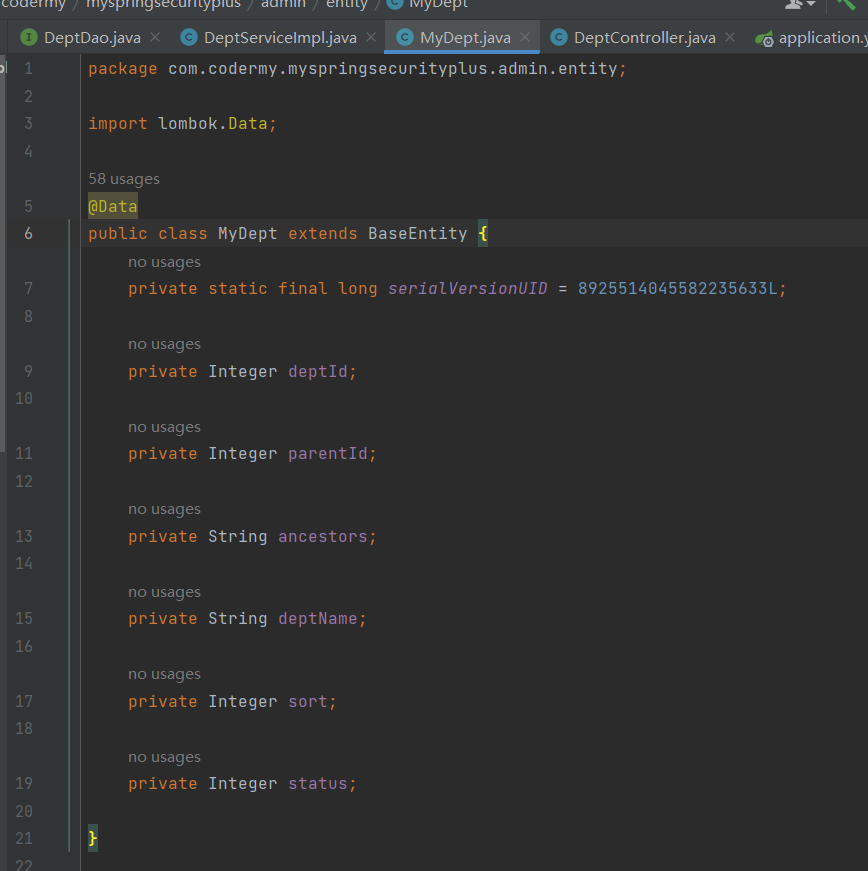 codermy / myspringsecurityplus / admin / entity / MyDept
DeptDao.java DeptServiceImpl.java MyDept.java DeptController.java
1 package com.codermy.myspringsecurityplus.admin.entity;
2
3 import lombok.Data;
4
58 usages
5 @Data
6 public class MyDept extends BaseEntity {
no usages
7 private static final long serialVersionUID = 8925514045582235633L;
8
no usages
9 private Integer deptId;
10
no usages
11 private Integer parentId;
12
no usages
13 private String ancestors;
14
no usages
15 private String deptName;
16
no usages
17 private Integer sort;
18
no usages
19 private Integer status;
20
21 }
22